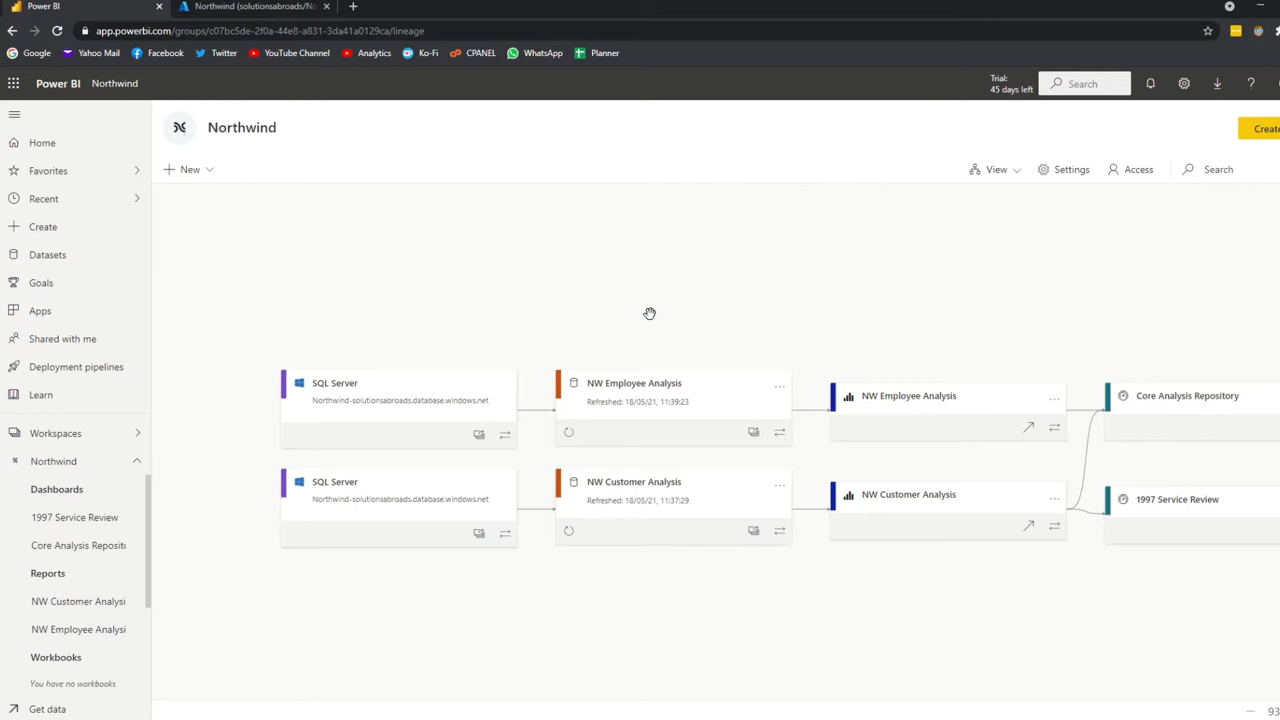 Power BI
Northwind (solutionsabroads/N
app.powerbi.com/groups/c07bc5de-2f0a-44e8-a831-3da41a0129ca/lineage
Google
Yahoo Mail
Facebook
Twitter
YouTube Channel
Analytics
Ko-Fi
CPANEL
WhatsApp
Planner
Power BI
Northwind
Trial:
45 days left
Search
Home
Favorites
Recent
Create
Datasets
Goals
Apps
Shared with me
Deployment pipelines
Learn
Workspaces
Northwind
Dashboards
1997 Service Review
Core Analysis Reposit
Reports
NW Customer Analysi
NW Employee Analysi
Workbooks
You have no workbooks
Get data
Northwind
Create
New
View
Settings
Access
Search
SQL Server
Northwind-solutionsabroads.database.windows.net
NW Employee Analysis
Refreshed: 18/05/21, 11:39:23
NW Employee Analysis
Core Analysis Repository
SQL Server
Northwind-solutionsabroads.database.windows.net
NW Customer Analysis
Refreshed: 18/05/21, 11:37:29
NW Customer Analysis
1997 Service Review
93